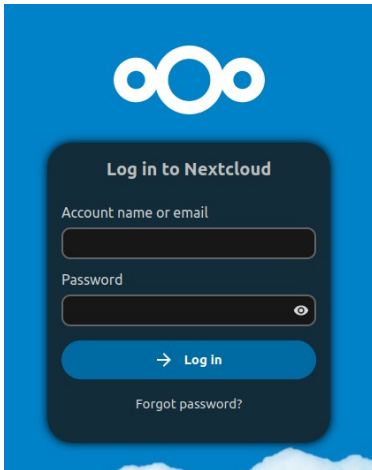 Log in to Nextcloud
Account name or email
Password
Log in
Forgot password?